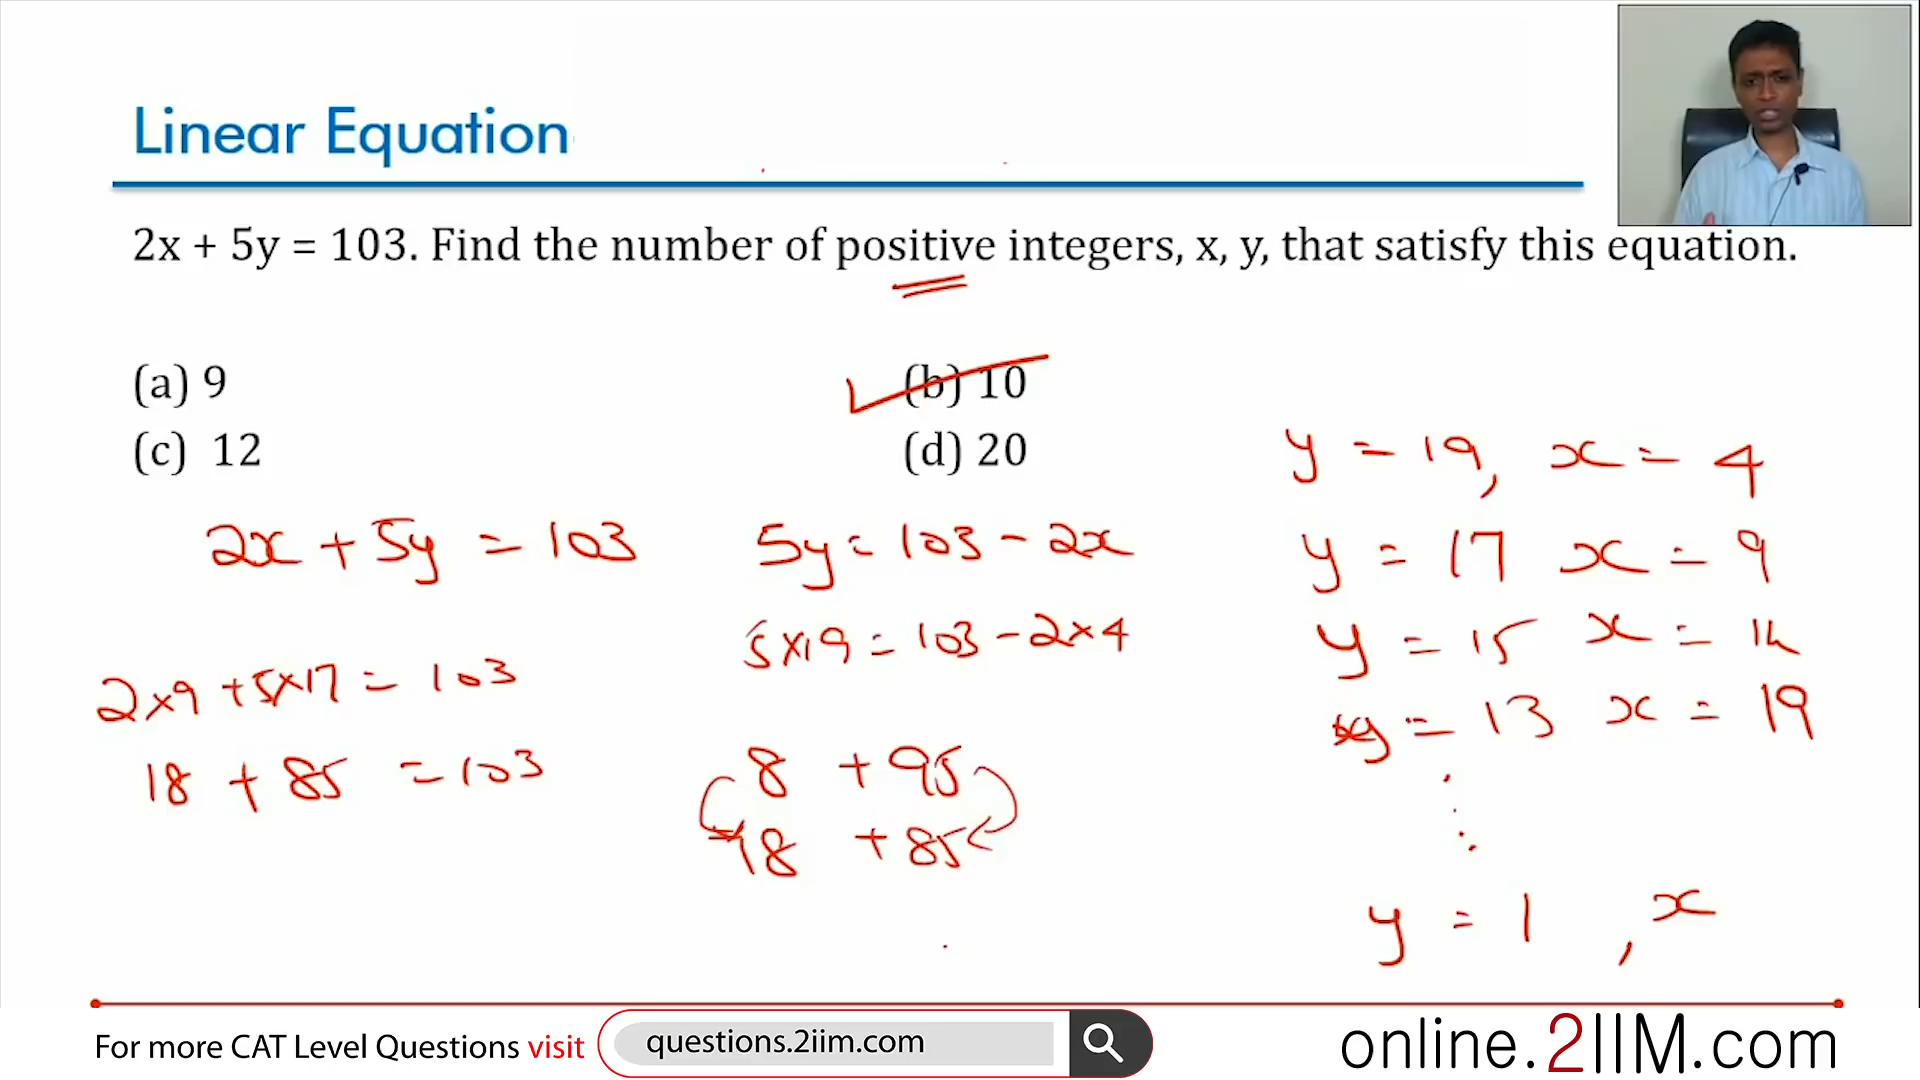 Linear Equation
2x + 5y = 103. Find the number of positive integers, x, y, that satisfy this equation.
(a) 9
(b) 10
(c) 12
(d) 20
2x + 5y = 103
2×9 + 5×17 = 103
18 + 85 = 103
5y = 103 - 2x
5×19 = 103 - 2×4
8 + 95
18 + 85
y = 19, x = 4
y = 17 x = 9
y = 15 x = 14
y = 13 x = 19
y = 1 , x
For more CAT Level Questions visit
questions.2iim.com
online.2IIM.com